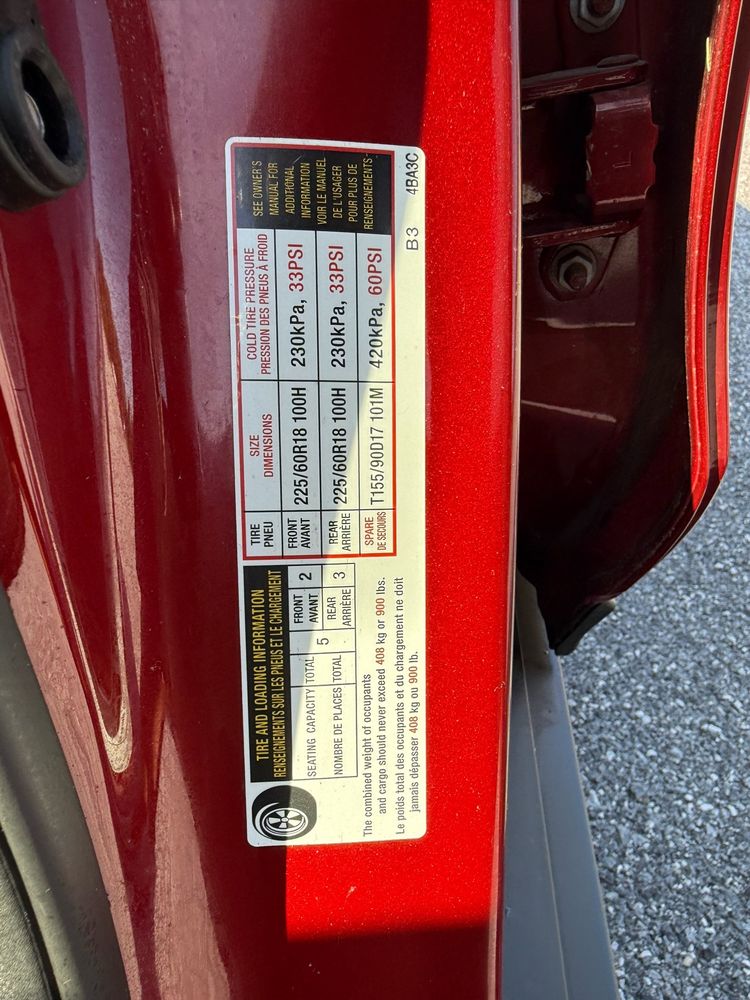 TIRE AND LOADING INFORMATION
RENSEIGNEMENTS SUR LES PNEUS ET LE CHARGEMENT
SEATING CAPACITY TOTAL 5 FRONT AVANT 2
NOMBRE DE PLACES TOTAL REAR ARRIÈRE 3
The combined weight of occupants
and cargo should never exceed 408 kg or 900 lbs.
Le poids total des occupants et du chargement ne doit
jamais dépasser 408 kg ou 900 lb.
TIRE PNEU SIZE DIMENSIONS COLD TIRE PRESSURE PRESSION DES PNEUS À FROID
FRONT AVANT 225/60R18 100H 230kPa, 33PSI
REAR ARRIÈRE 225/60R18 100H 230kPa, 33PSI
SPARE DE SECOURS T155/90D17 101M 420kPa, 60PSI
SEE OWNER'S
MANUAL FOR
ADDITIONAL
INFORMATION
VOIR LE MANUEL
DE L'USAGER
POUR PLUS DE
RENSEIGNEMENTS
B3 4BA3C